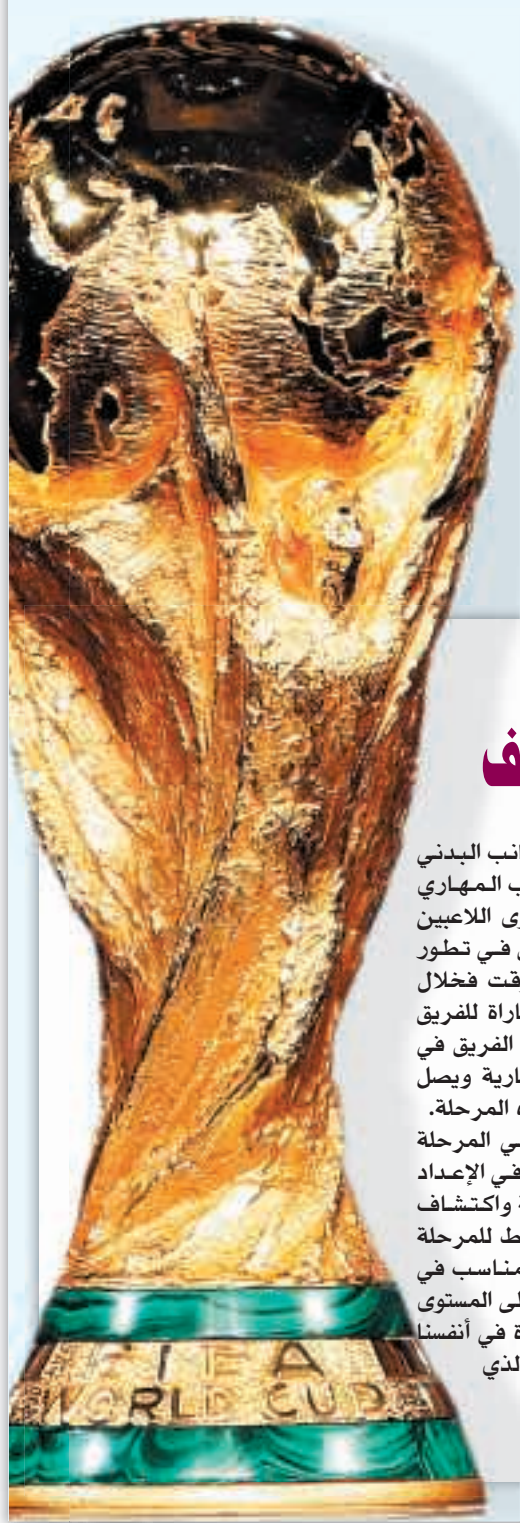 ف
انب البدني
ب المهاري
ى اللاعبين
ن في تطور
قت فخلال
باراة للفريق
الفريق في
ارية ويصل
ه المرحلة.
ي المرحلة
في الإعداد
ة واكتشاف
ط للمرحلة
مناسب في
لى المستوى
ة في أنفسنا
لذي
FIFA
WORLD CUP